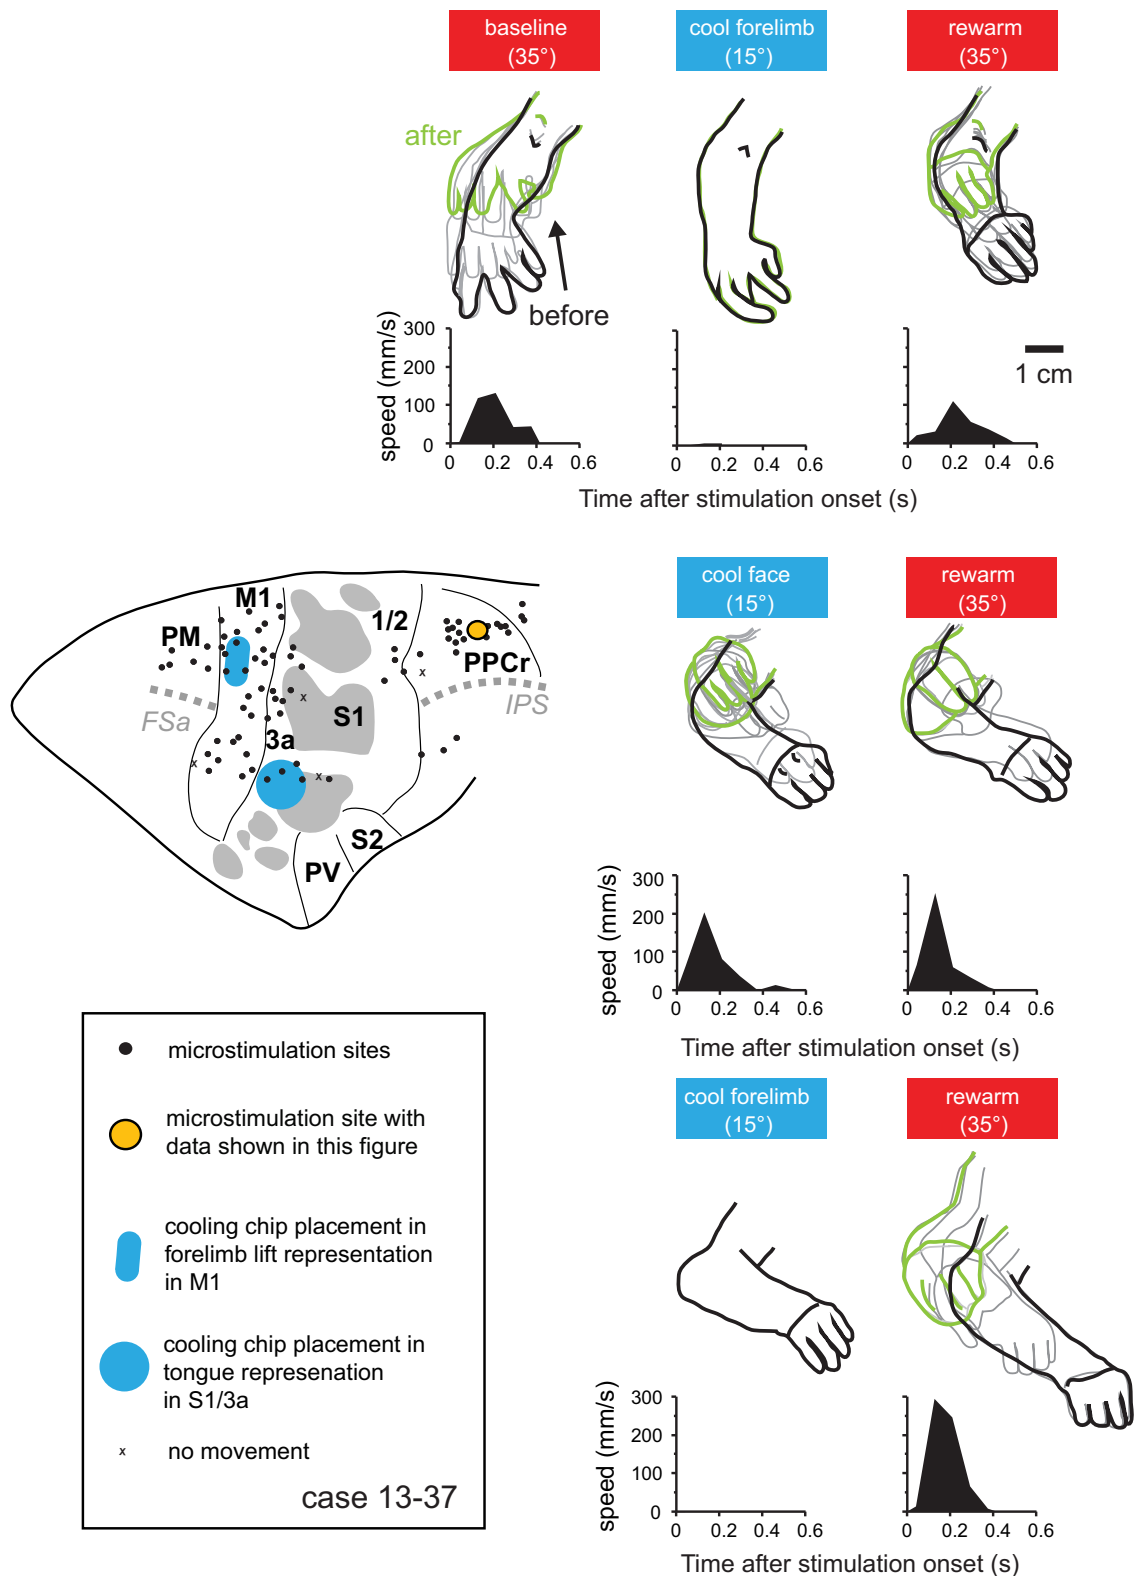 baseline
(35°)
cool forelimb
(15°)
rewarm
(35°)
after
before
speed (mm/s)
300
200
100
0
0 0.2 0.4 0.6
0 0.2 0.4 0.6
0 0.2 0.4 0.6
1 cm
Time after stimulation onset (s)
M1
PM
1/2
PPCr
FSa
S1
IPS
3a
S2
PV
cool face
(15°)
rewarm
(35°)
speed (mm/s)
300
200
100
0
0 0.2 0.4 0.6
0 0.2 0.4 0.6
Time after stimulation onset (s)
x
x
x
x
microstimulation sites
microstimulation site with
data shown in this figure
cooling chip placement in
forelimb lift representation
in M1
cooling chip placement in
tongue represenation
in S1/3a
x no movement
case 13-37
cool forelimb
(15°)
rewarm
(35°)
speed (mm/s)
300
200
100
0
0 0.2 0.4 0.6
0 0.2 0.4 0.6
Time after stimulation onset (s)